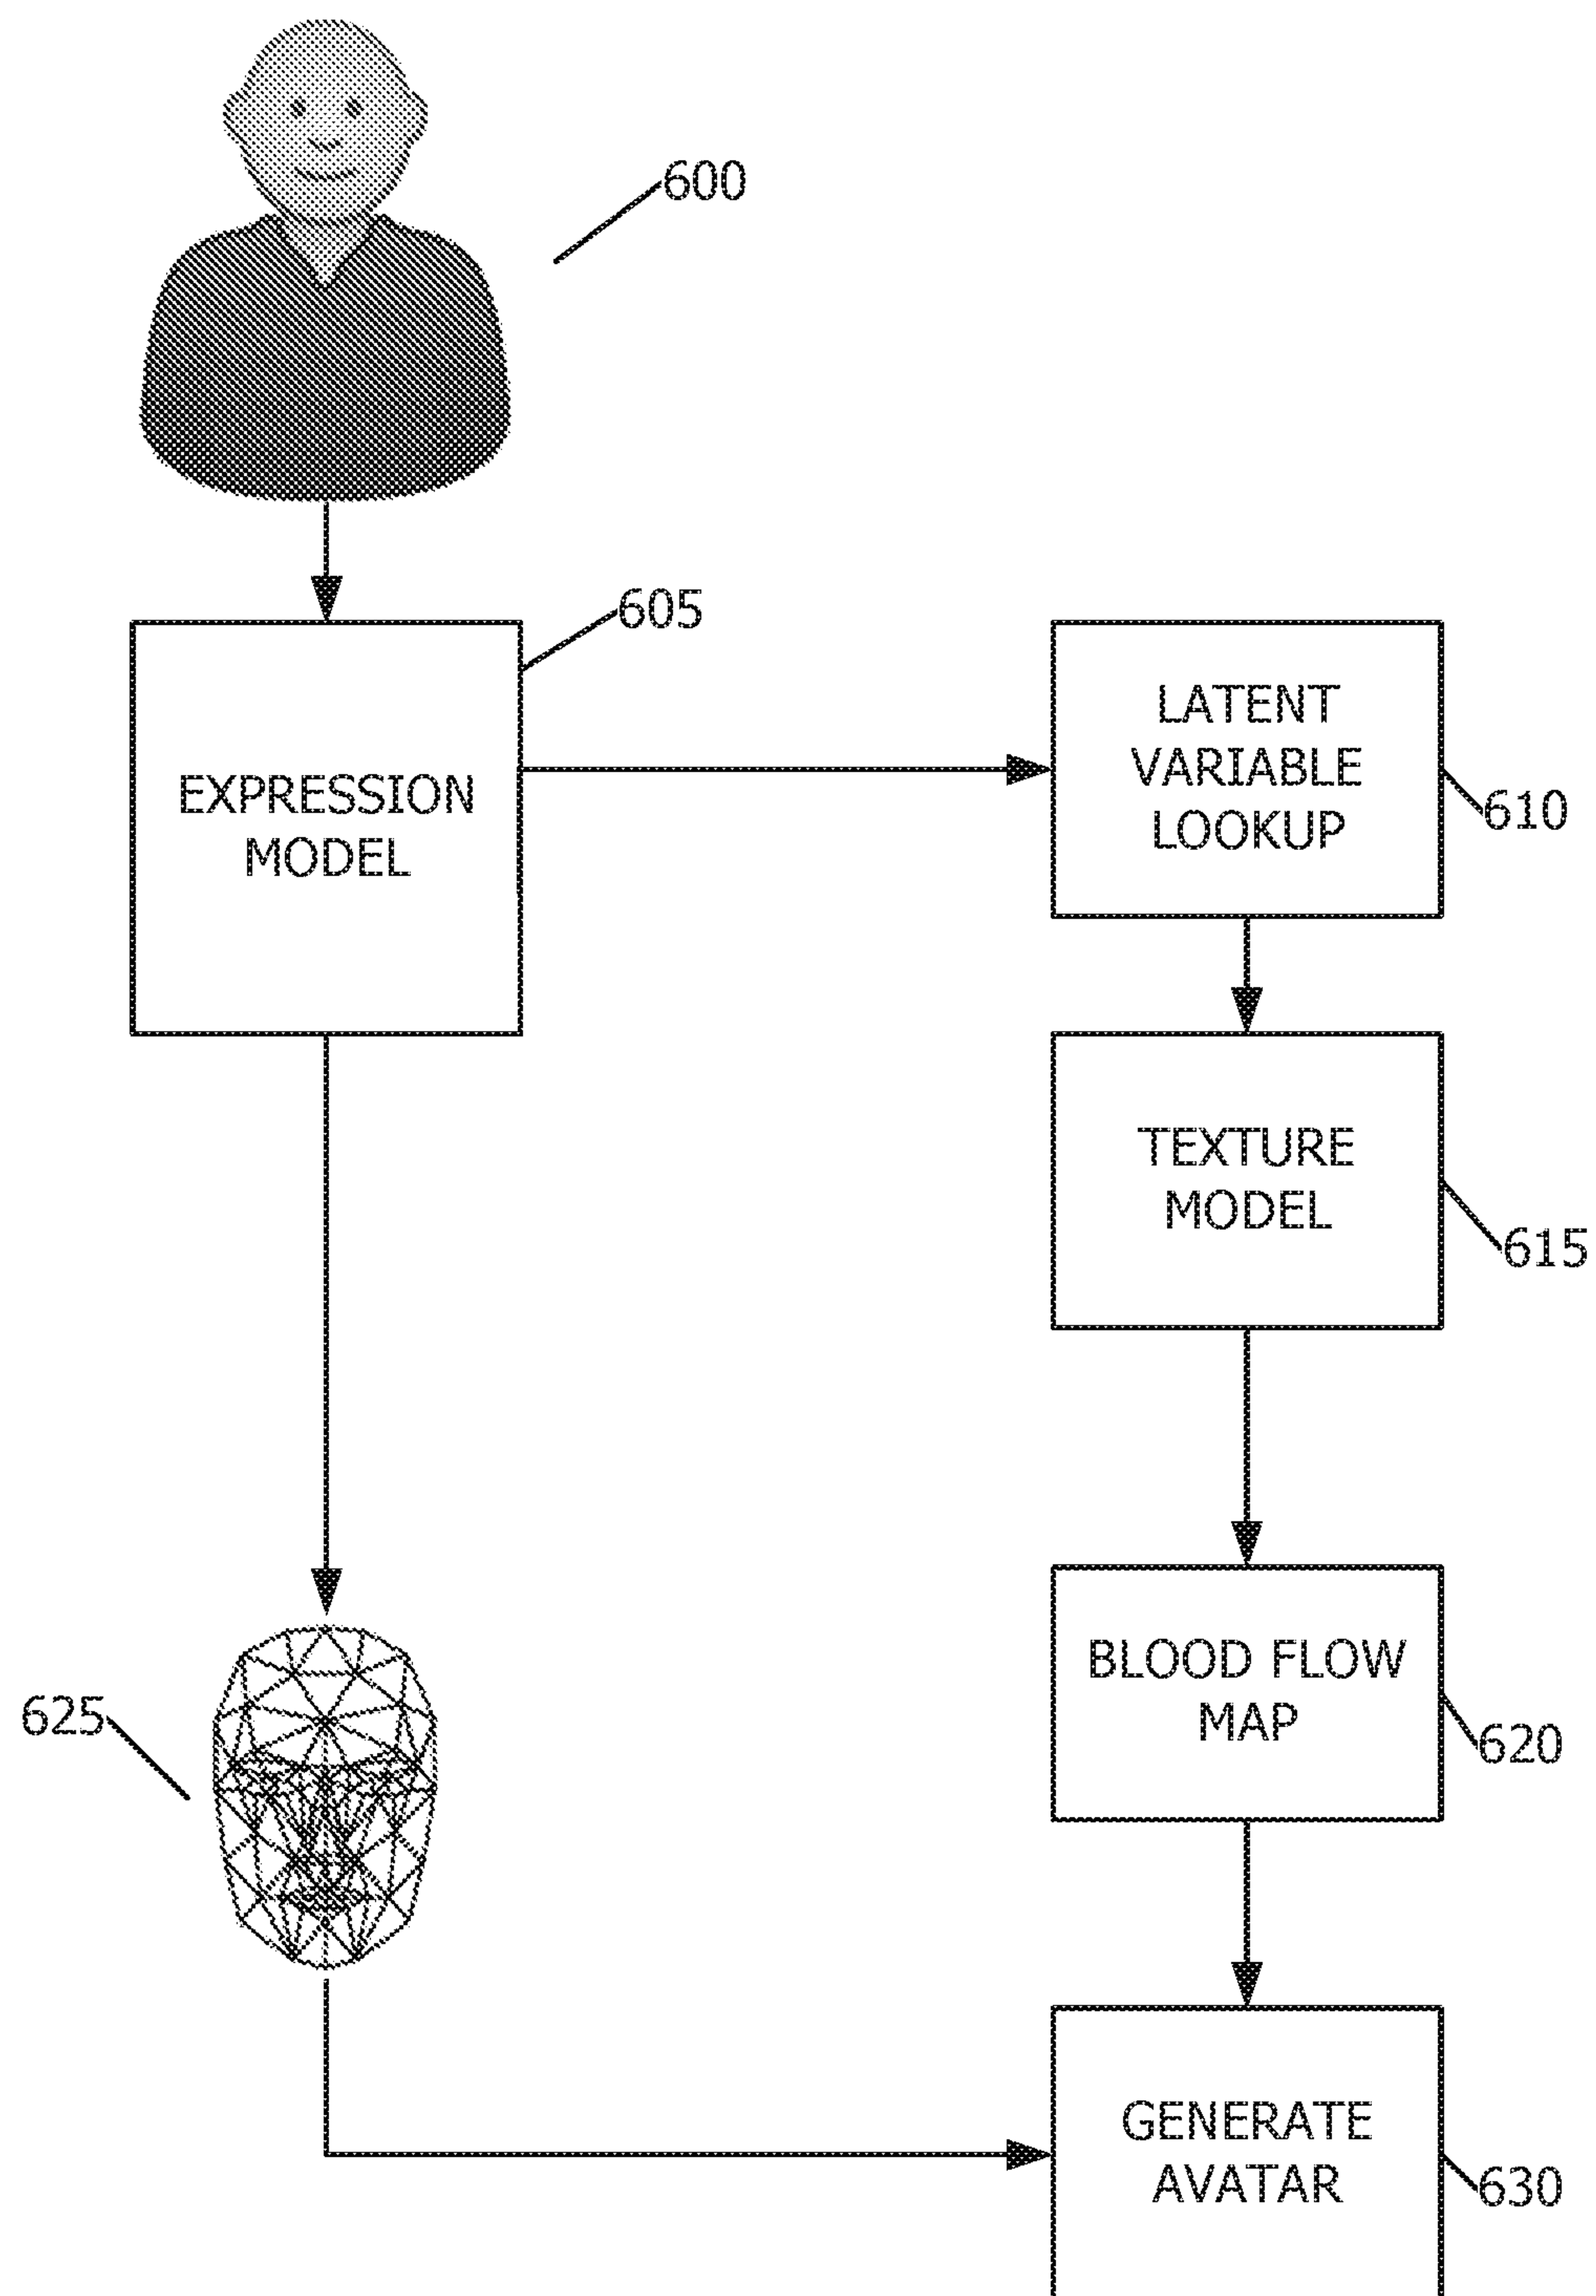 600
605
EXPRESSION
MODEL
LATENT
VARIABLE
LOOKUP
610
TEXTURE
MODEL
615
BLOOD FLOW
MAP
620
625
GENERATE
AVATAR
630